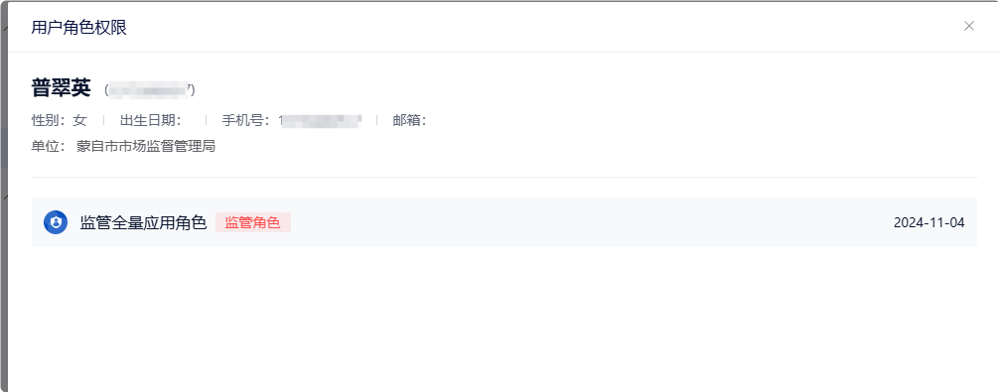 用户角色权限
普翠英
性别：女 出生日期： 手机号： 邮箱：
单位： 蒙自市市场监督管理局
监管全量应用角色 监管角色 2024-11-04